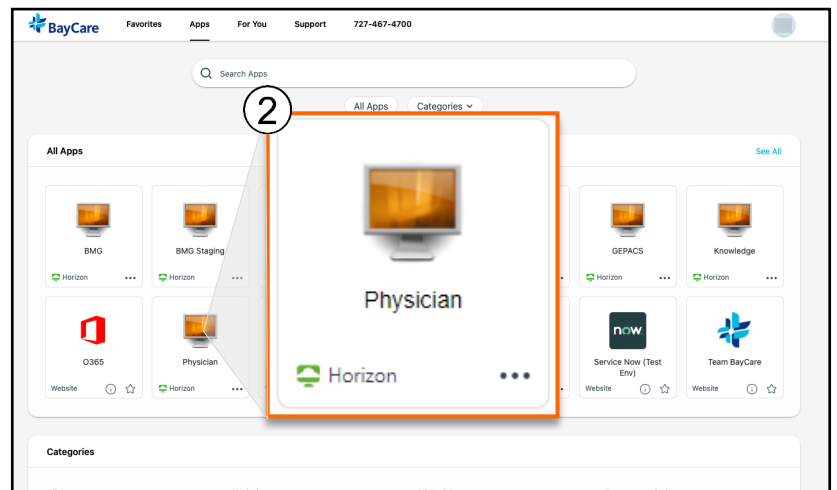 BayCare
Favorites
Apps
For You
Support
727-467-4700
Search Apps
All Apps
Categories
2
All Apps
See All
BMG
Horizon
BMG Staging
Horizon
GEPACS
Horizon
Knowledge
Horizon
O365
Website
Physician
Horizon
Physician
Horizon
now
Service Now (Test
Env)
Website
Team BayCare
Website
Categories